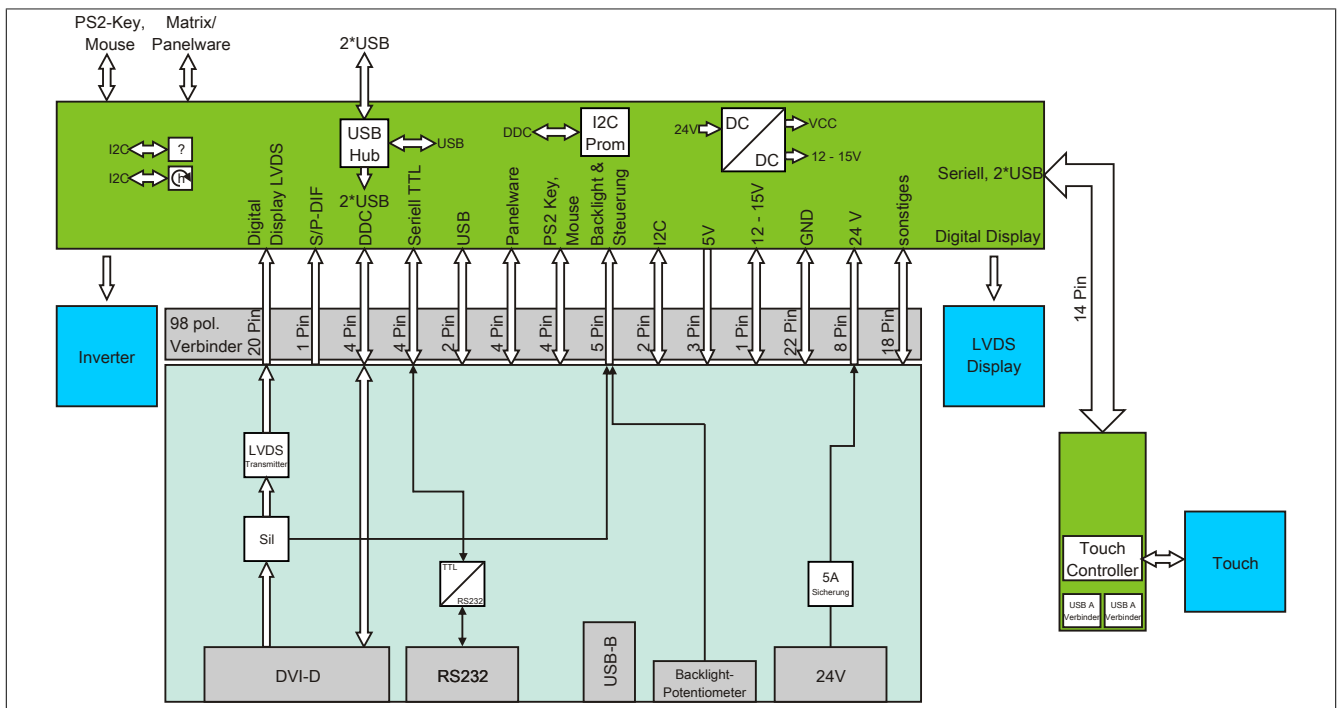 PS2-Key,
Mouse
Matrix/
Panelware
2*USB
I2C
?
I2C
h
USB
Hub
USB
2*USB
DDC
I2C
Prom
24V
DC
DC
VCC
12 - 15V
Seriell, 2*USB
Digital Display
Digital
Display LVDS
S/P-DIF
DDC
Seriell TTL
USB
Panelware
PS2 Key,
Mouse
Backlight &
Steuerung
I2C
5V
12 - 15V
GND
24 V
sonstiges
98 pol.
Verbinder
20 Pin
1 Pin
4 Pin
4 Pin
2 Pin
4 Pin
4 Pin
5 Pin
2 Pin
3 Pin
1 Pin
22 Pin
8 Pin
18 Pin
14 Pin
Inverter
LVDS
Display
LVDS
Transmitter
Sil
TTL
RS232
5A
Sicherung
Touch
Controller
USB A
Verbinder
USB A
Verbinder
Touch
DVI-D
RS232
USB-B
Backlight-
Potentiometer
24V